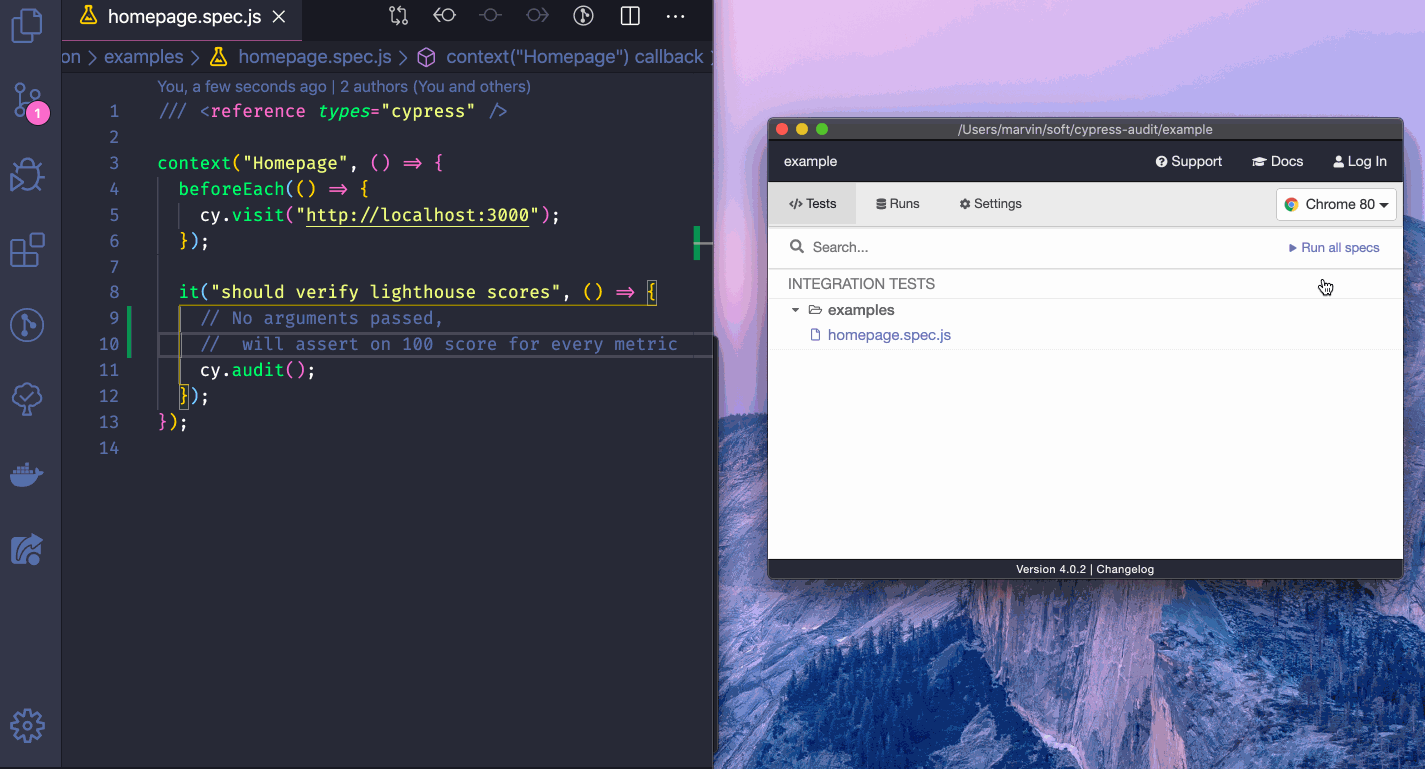 homepage.spec.js
on > examples > homepage.spec.js > context("Homepage") callback
You, a few seconds ago | 2 authors (You and others)
1 /// <reference types="cypress" />
2
3 context("Homepage", () => {
4 beforeEach(() => {
5 cy.visit("http://localhost:3000");
6 });
7
8 it("should verify lighthouse scores", () => {
9 // No arguments passed,
10 //  will assert on 100 score for every metric
11 cy.audit();
12 });
13 });
14
1
/Users/marvin/soft/cypress-audit/example
example Support Docs Log In
</> Tests Runs Settings Chrome 80
Search... Run all specs
INTEGRATION TESTS
examples
homepage.spec.js
Version 4.0.2 | Changelog